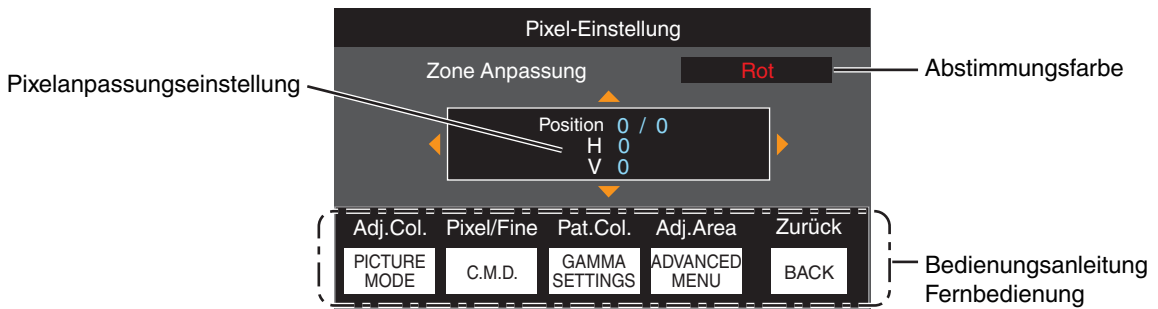 Pixel-Einstellung
Zone Anpassung Rot
Abstimmungsfarbe
Pixelanpassungseinstellung
Position 0 / 0
H 0
V 0
Adj.Col. Pixel/Fine Pat.Col. Adj.Area Zurück
PICTURE MODE C.M.D. GAMMA SETTINGS ADVANCED MENU BACK
Bedienungsanleitung
Fernbedienung